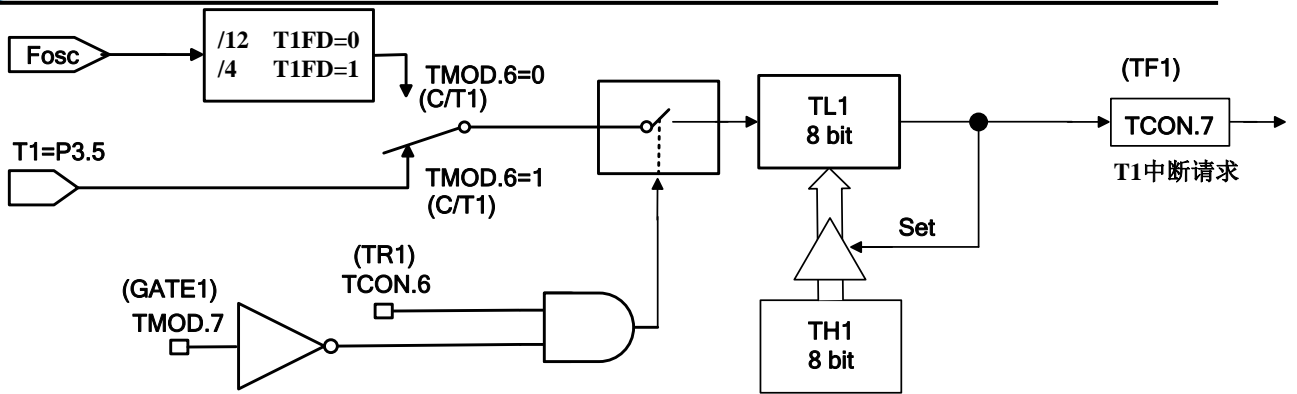 Fosc
/12 T1FD=0
/4 T1FD=1
TMOD.6=0
(C/T1)
T1=P3.5
TMOD.6=1
(C/T1)
TL1
8 bit
(TF1)
TCON.7
T1中断请求
Set
(TR1)
TCON.6
(GATE1)
TMOD.7
TH1
8 bit